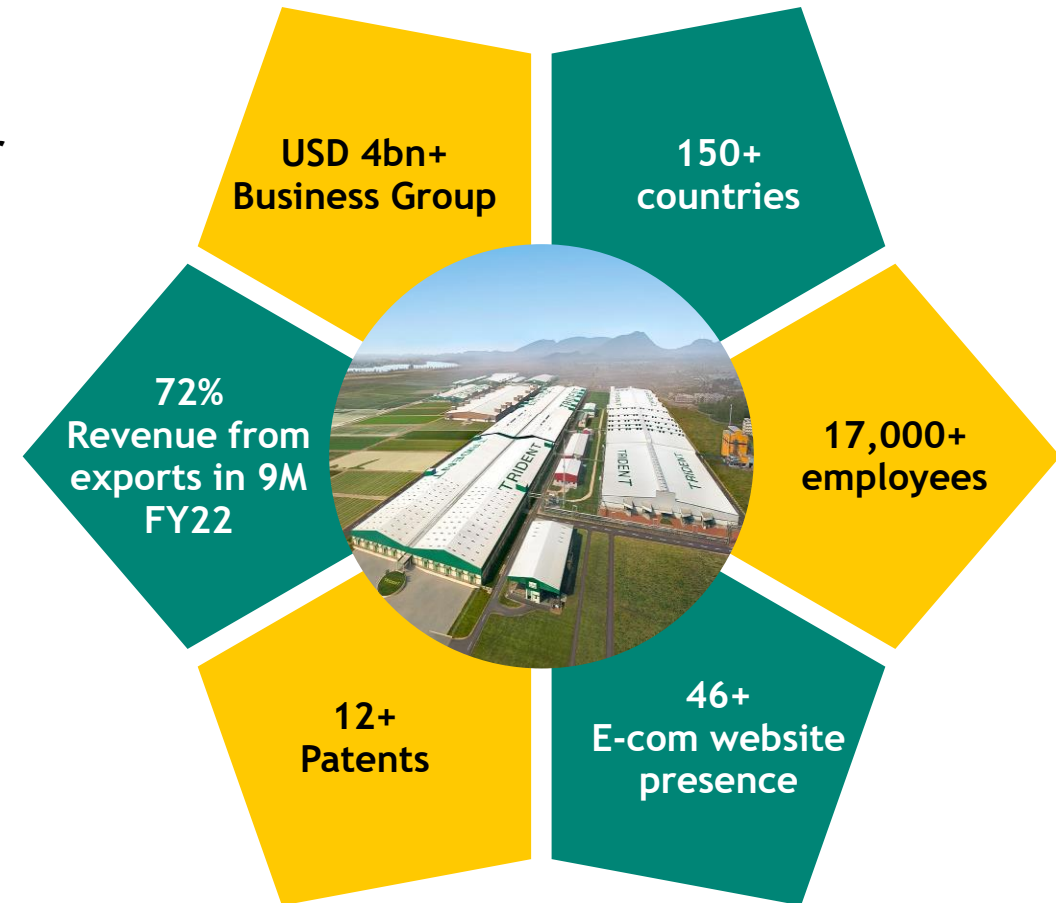 USD 4bn+
Business Group
150+
countries
72%
Revenue from
exports in 9M
FY22
17,000+
employees
12+
Patents
46+
E-com website
presence
TRIDENT
TRIDENT
TRIDENT
TRIDENT